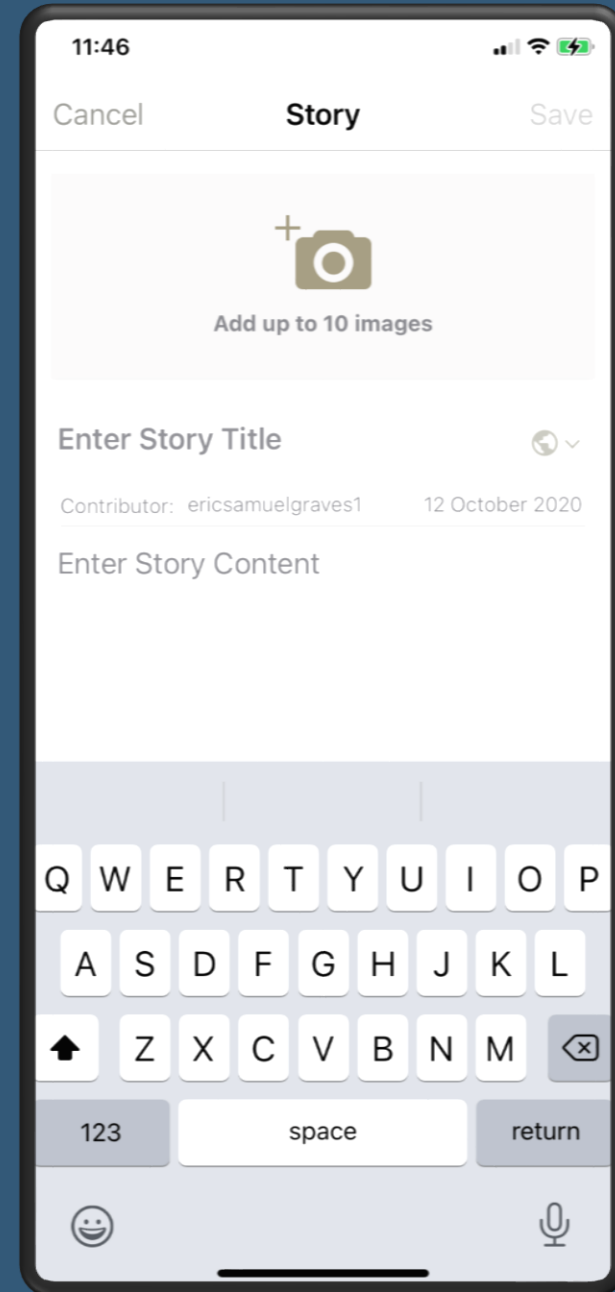 11:46
Cancel Story Save
Add up to 10 images
Enter Story Title
Contributor: ericsamuelgraves1 12 October 2020
Enter Story Content
Q W E R T Y U I O P
A S D F G H J K L
Z X C V B N M
123 space return